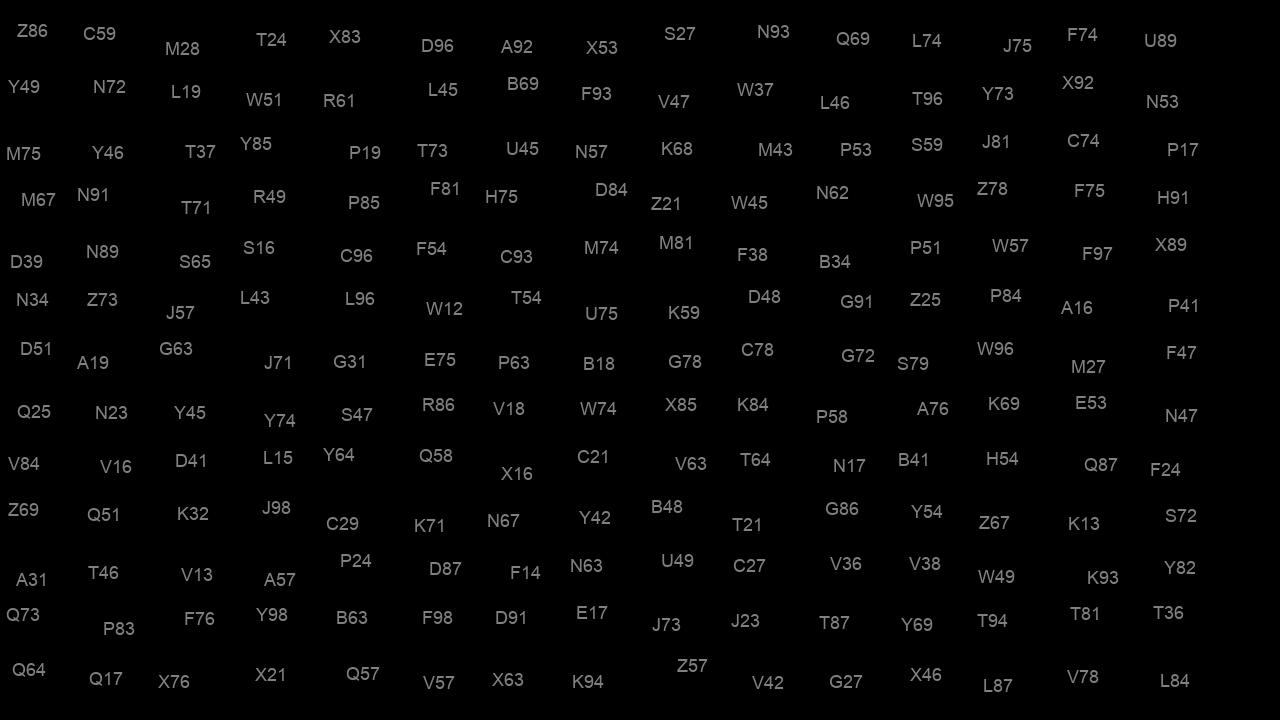 Z86 C59 M28 T24 X83 D96 A92 X53 S27 N93 Q69 L74 J75 F74 U89
Y49 N72 L19 W51 R61 L45 B69 F93 V47 W37 L46 T96 Y73 X92 N53
M75 Y46 T37 Y85 P19 T73 U45 N57 K68 M43 P53 S59 J81 C74 P17
M67 N91 T71 R49 P85 F81 H75 D84 Z21 W45 N62 W95 Z78 F75 H91
D39 N89 S65 S16 C96 F54 C93 M74 M81 F38 B34 P51 W57 F97 X89
N34 Z73 J57 L43 L96 W12 T54 U75 K59 D48 G91 Z25 P84 A16 P41
D51 A19 G63 J71 G31 E75 P63 B18 G78 C78 G72 S79 W96 M27 F47
Q25 N23 Y45 Y74 S47 R86 V18 W74 X85 K84 P58 A76 K69 E53 N47
V84 V16 D41 L15 Y64 Q58 X16 C21 V63 T64 N17 B41 H54 Q87 F24
Z69 Q51 K32 J98 C29 K71 N67 Y42 B48 T21 G86 Y54 Z67 K13 S72
A31 T46 V13 A57 P24 D87 F14 N63 U49 C27 V36 V38 W49 K93 Y82
Q73 P83 F76 Y98 B63 F98 D91 E17 J73 J23 T87 Y69 T94 T81 T36
Q64 Q17 X76 X21 Q57 V57 X63 K94 Z57 V42 G27 X46 L87 V78 L84